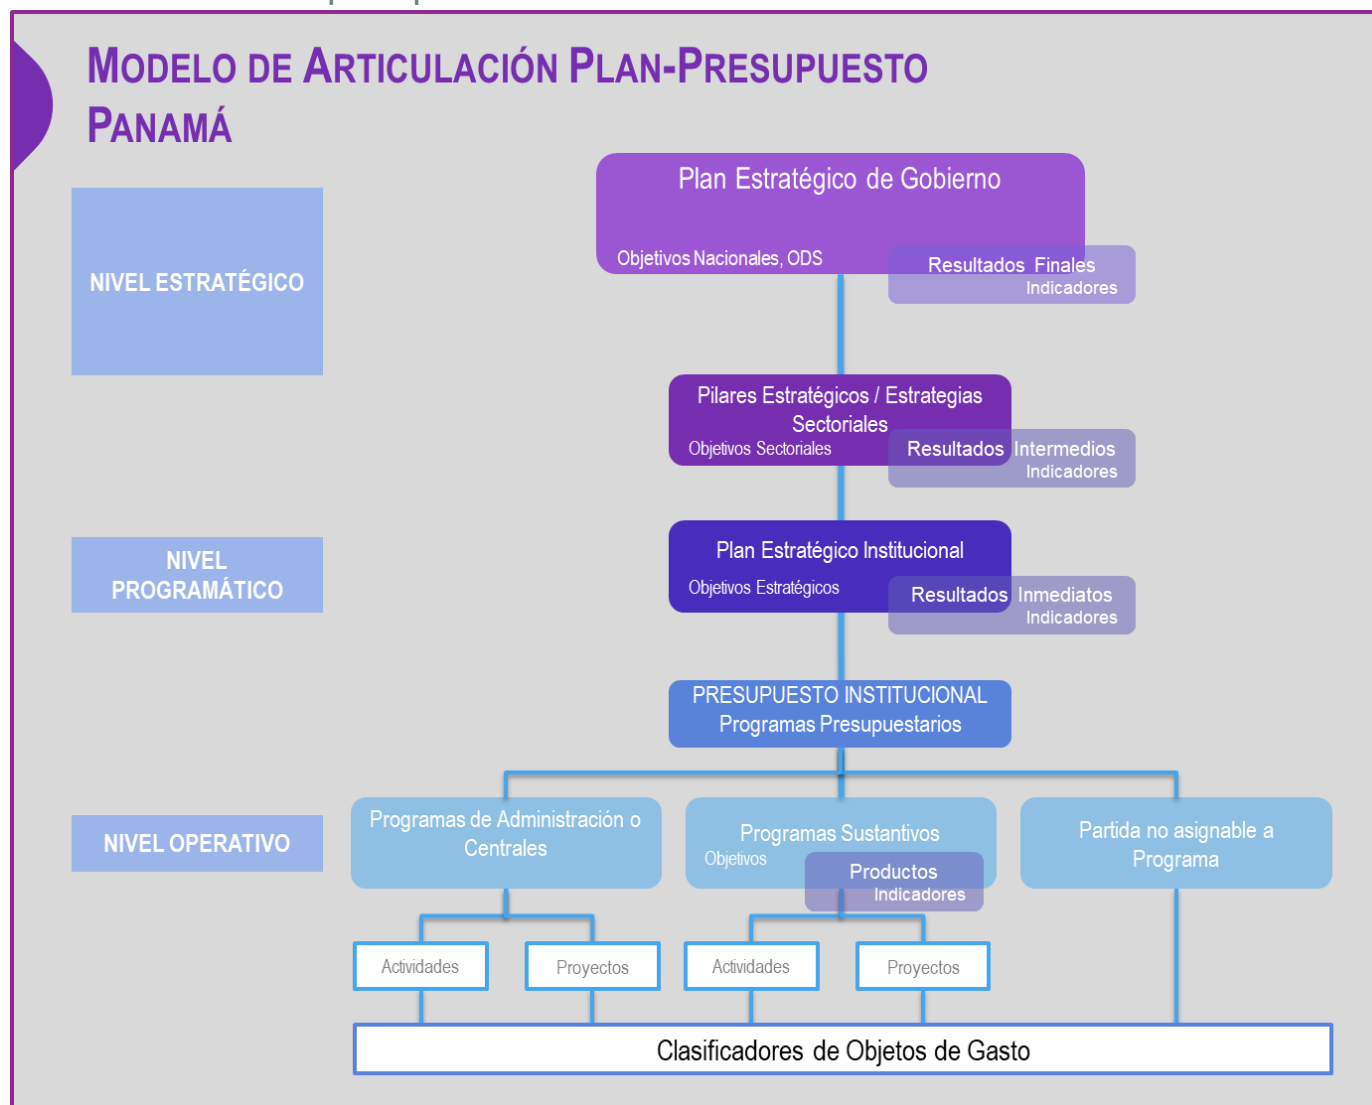 MODELO DE ARTICULACIÓN PLAN-PRESUPUESTO
PANAMÁ
NIVEL ESTRATÉGICO
Plan Estratégico de Gobierno
Objetivos Nacionales, ODS
Resultados Finales
Indicadores
Pilares Estratégicos / Estrategias
Sectoriales
Objetivos Sectoriales
Resultados Intermedios
Indicadores
NIVEL
PROGRAMÁTICO
Plan Estratégico Institucional
Objetivos Estratégicos
Resultados Inmediatos
Indicadores
PRESUPUESTO INSTITUCIONAL
Programas Presupuestarios
NIVEL OPERATIVO
Programas de Administración o
Centrales
Programas Sustantivos
Objetivos
Productos
Indicadores
Partida no asignable a
Programa
Actividades
Proyectos
Actividades
Proyectos
Clasificadores de Objetos de Gasto